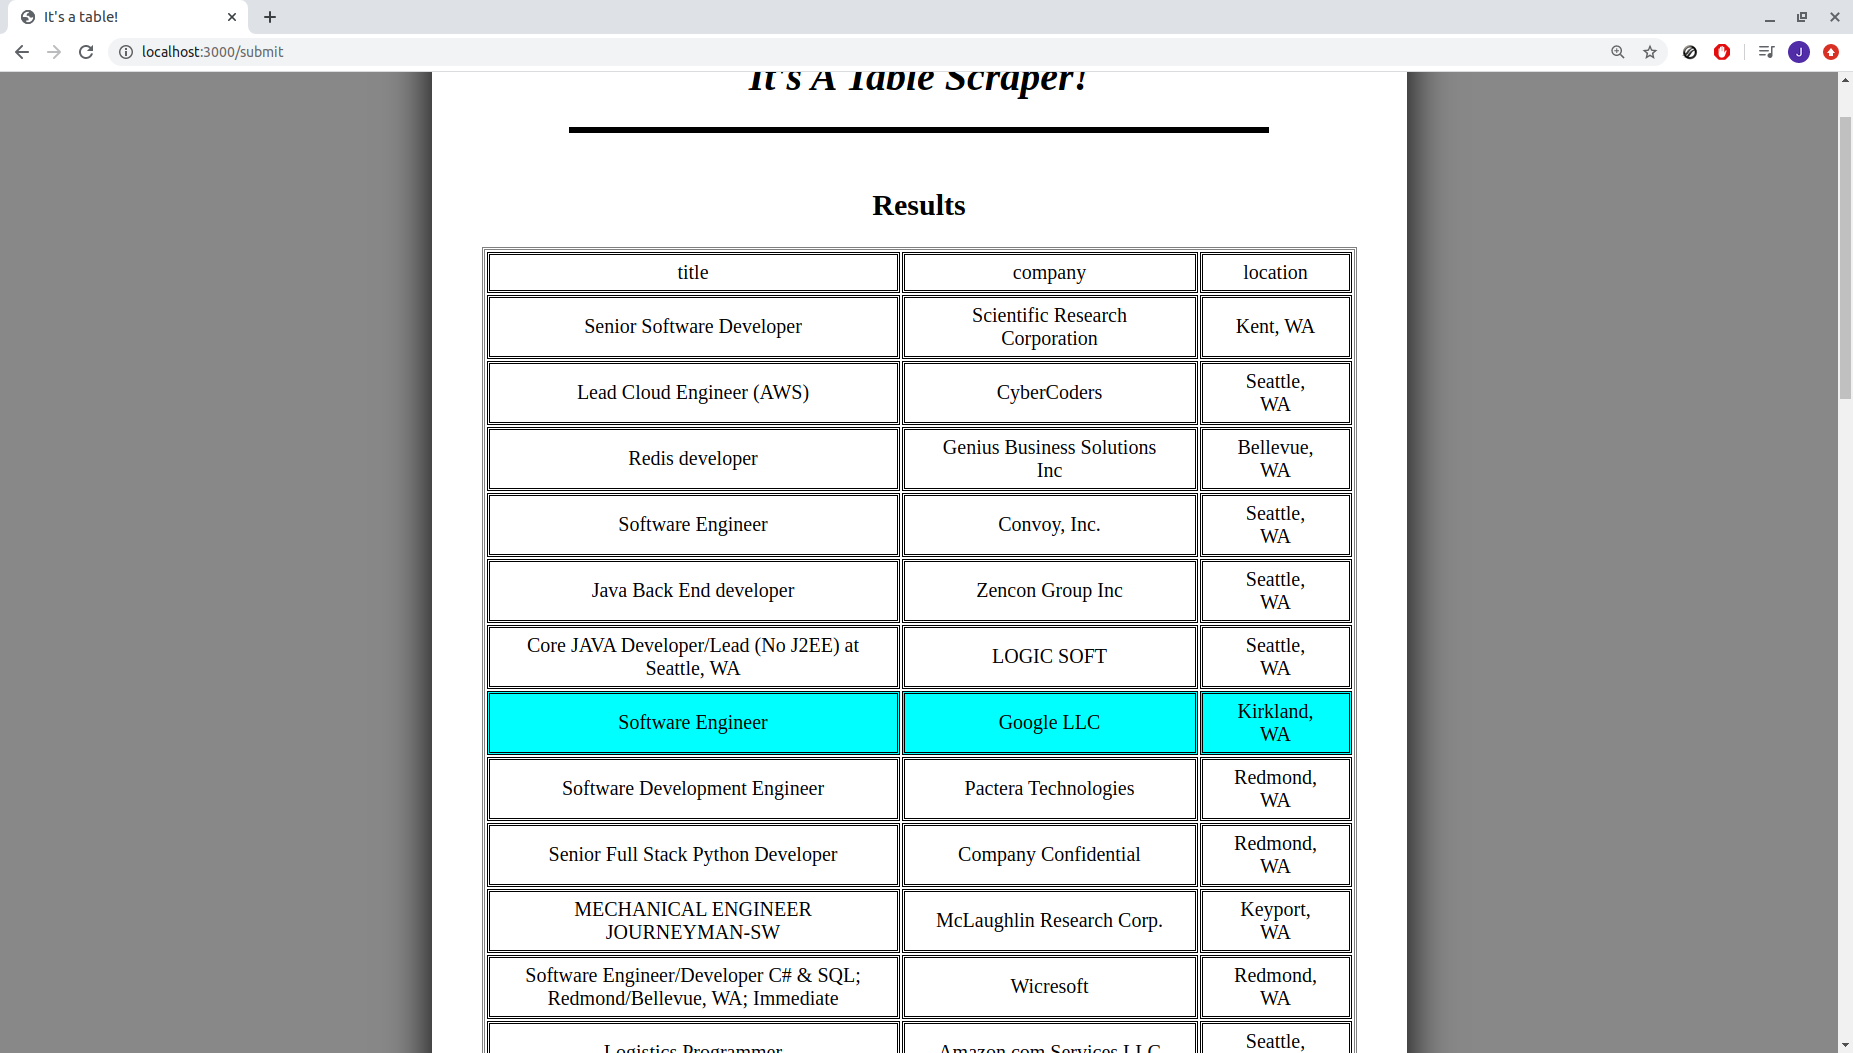 It's a table!
localhost:3000/submit
J
It's A Table Scraper!
Results
title company location
Senior Software Developer Scientific Research Corporation Kent, WA
Lead Cloud Engineer (AWS) CyberCoders Seattle, WA
Redis developer Genius Business Solutions Inc Bellevue, WA
Software Engineer Convoy, Inc. Seattle, WA
Java Back End developer Zencon Group Inc Seattle, WA
Core JAVA Developer/Lead (No J2EE) at Seattle, WA LOGIC SOFT Seattle, WA
Software Engineer Google LLC Kirkland, WA
Software Development Engineer Pactera Technologies Redmond, WA
Senior Full Stack Python Developer Company Confidential Redmond, WA
MECHANICAL ENGINEER JOURNEYMAN-SW McLaughlin Research Corp. Keyport, WA
Software Engineer/Developer C# & SQL; Redmond/Bellevue, WA; Immediate Wicresoft Redmond, WA
Logistics Programmer Amazon.com Services LLC Seattle,